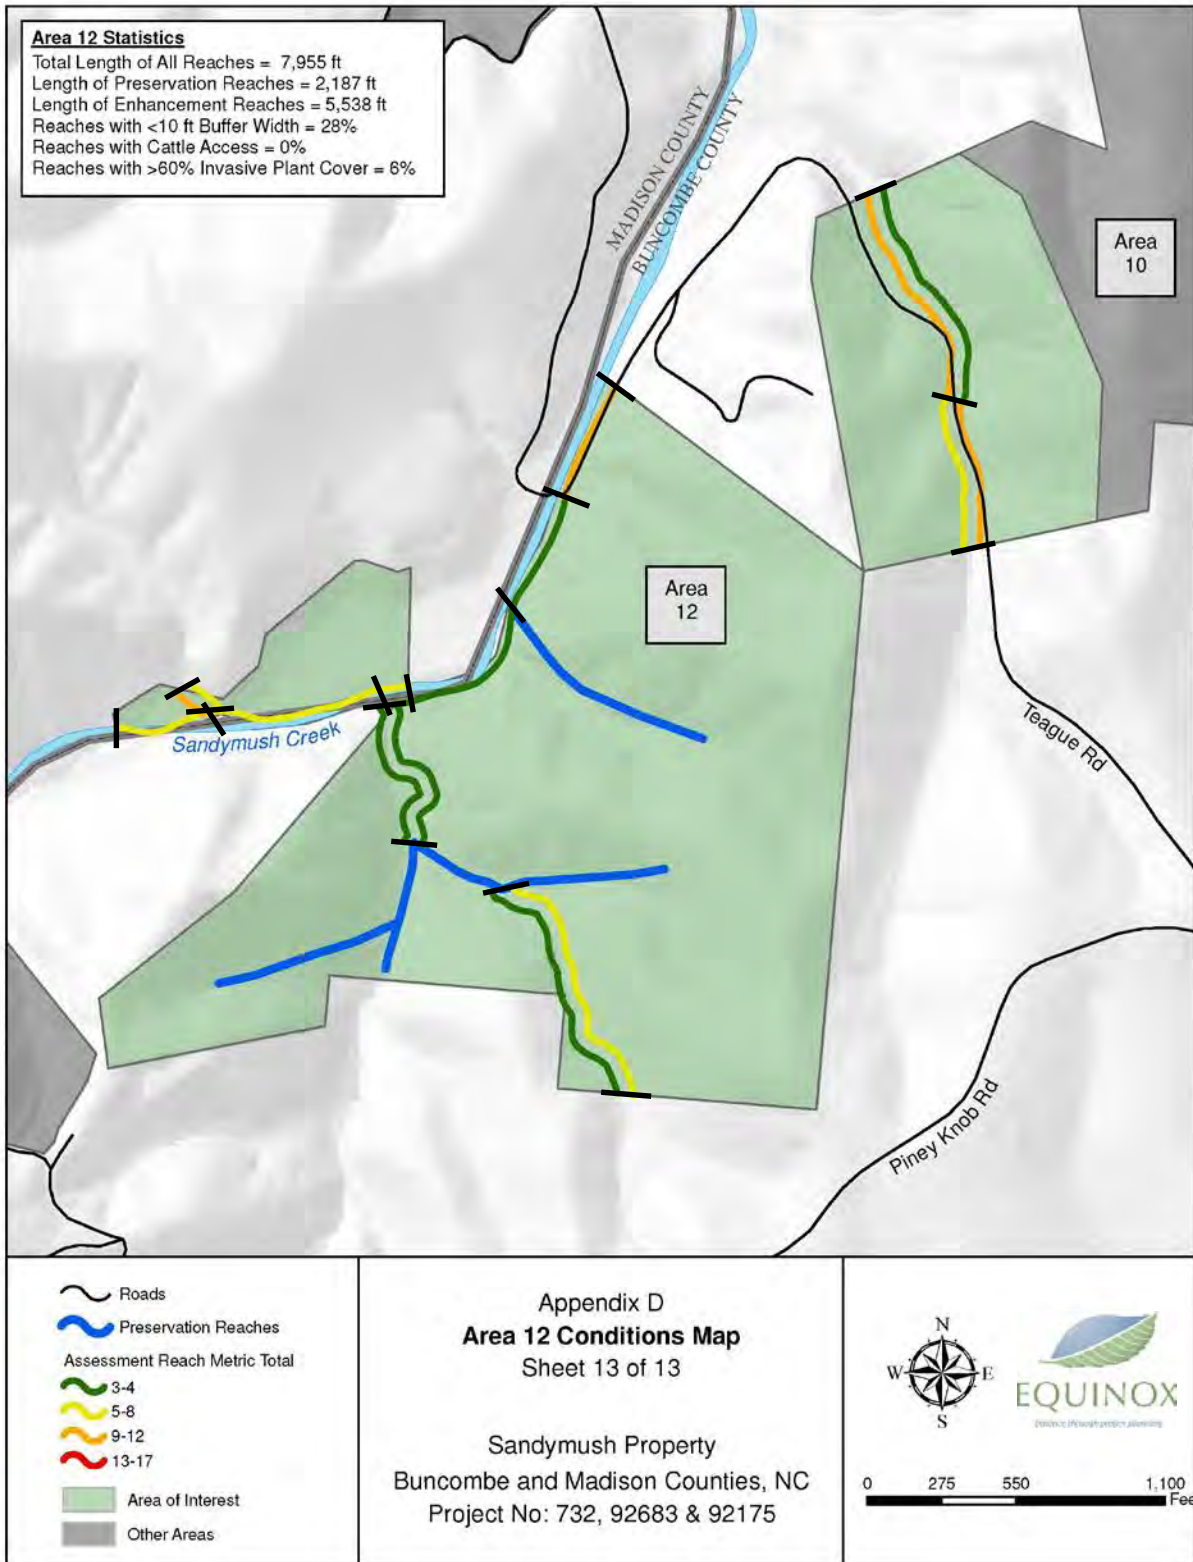 Area 12 Statistics
Total Length of All Reaches = 7,955 ft
Length of Preservation Reaches = 2,187 ft
Length of Enhancement Reaches = 5,538 ft
Reaches with <10 ft Buffer Width = 28%
Reaches with Cattle Access = 0%
Reaches with >60% Invasive Plant Cover = 6%
MADISON COUNTY
BUNCOMBE COUNTY
Area
10
Area
12
Sandymush Creek
Teague Rd
Piney Knob Rd
Roads
Preservation Reaches
Assessment Reach Metric Total
3-4
5-8
9-12
13-17
Area of Interest
Other Areas
Appendix D
Area 12 Conditions Map
Sheet 13 of 13
Sandymush Property
Buncombe and Madison Counties, NC
Project No: 732, 92683 & 92175
N
W E
S
EQUINOX
0 275 550 1,100
Fee